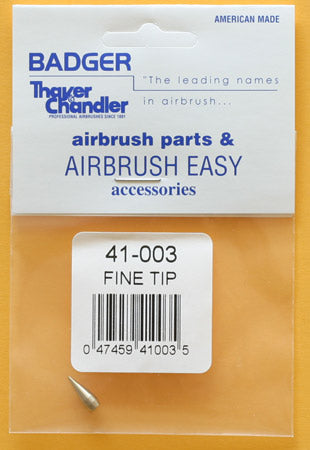 AMERICAN MADE
BADGER
Thayer & Chandler
PROFESSIONAL AIRBRUSHES SINCE 1891
"The leading names
in airbrush...
airbrush parts &
AIRBRUSH EASY
accessories
41-003
FINE TIP
0 47459 41003 5